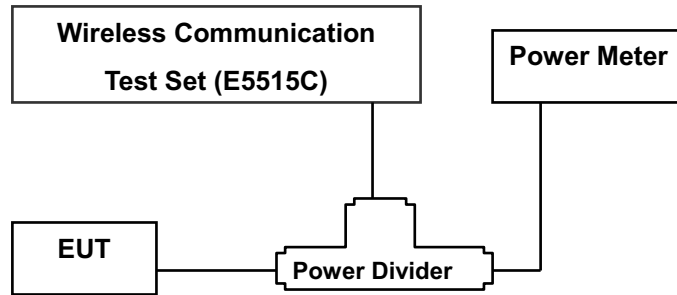 Wireless Communication
Test Set (E5515C)
Power Meter
EUT
Power Divider